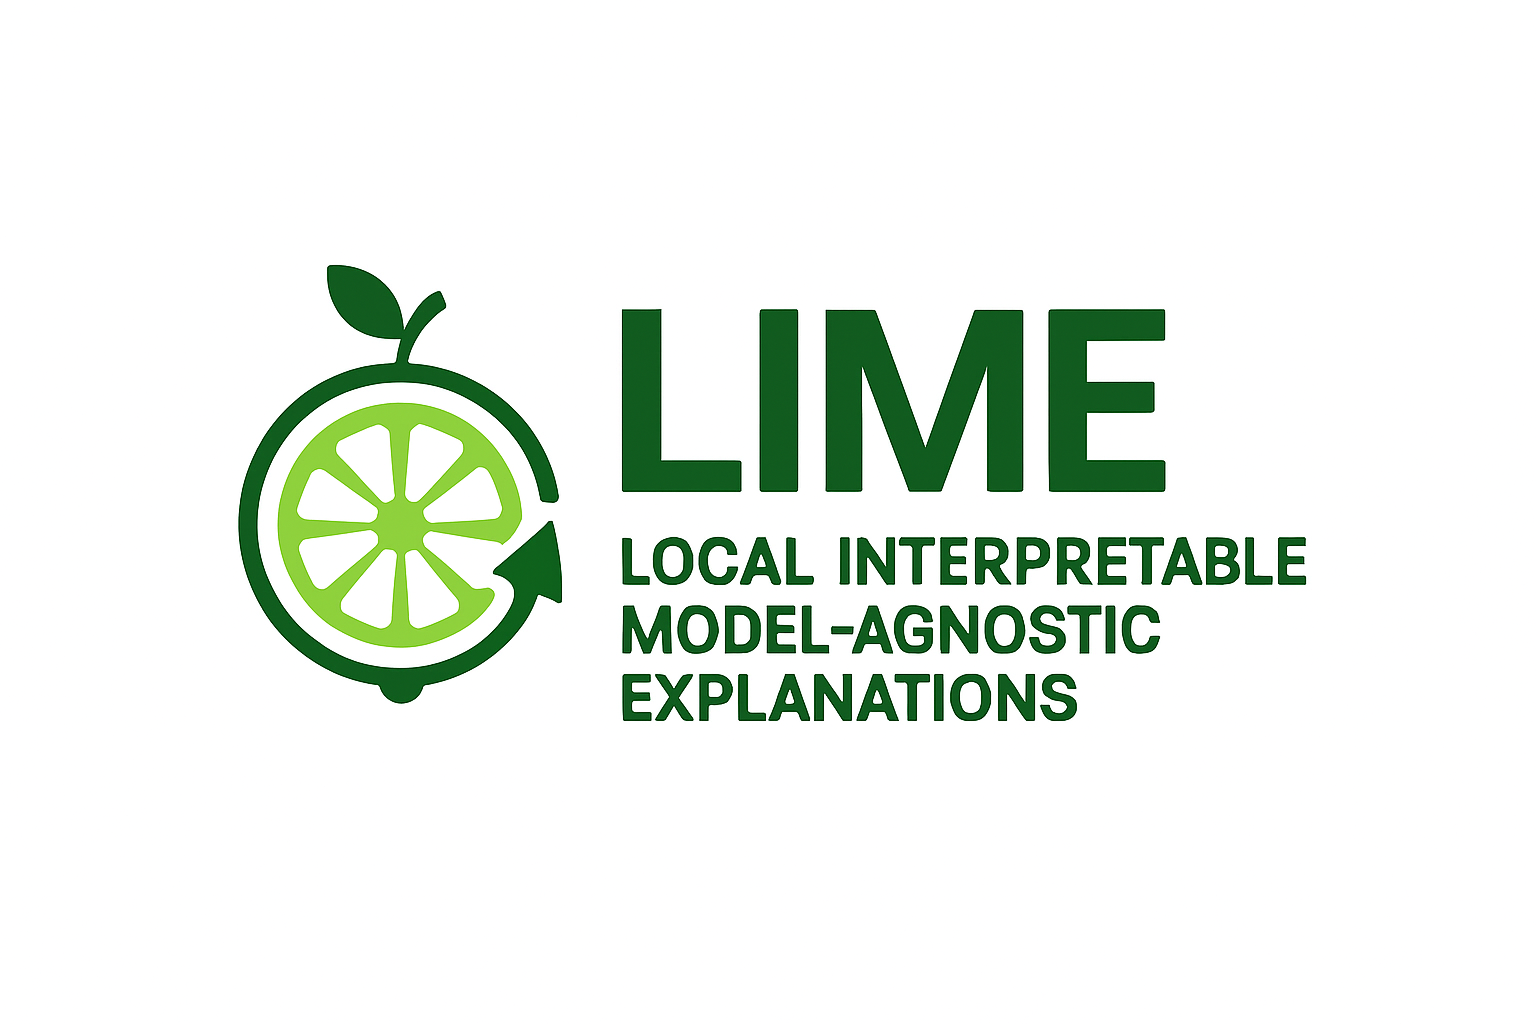 LIME
LOCAL INTERPRETABLE
MODEL-AGNOSTIC
EXPLANATIONS